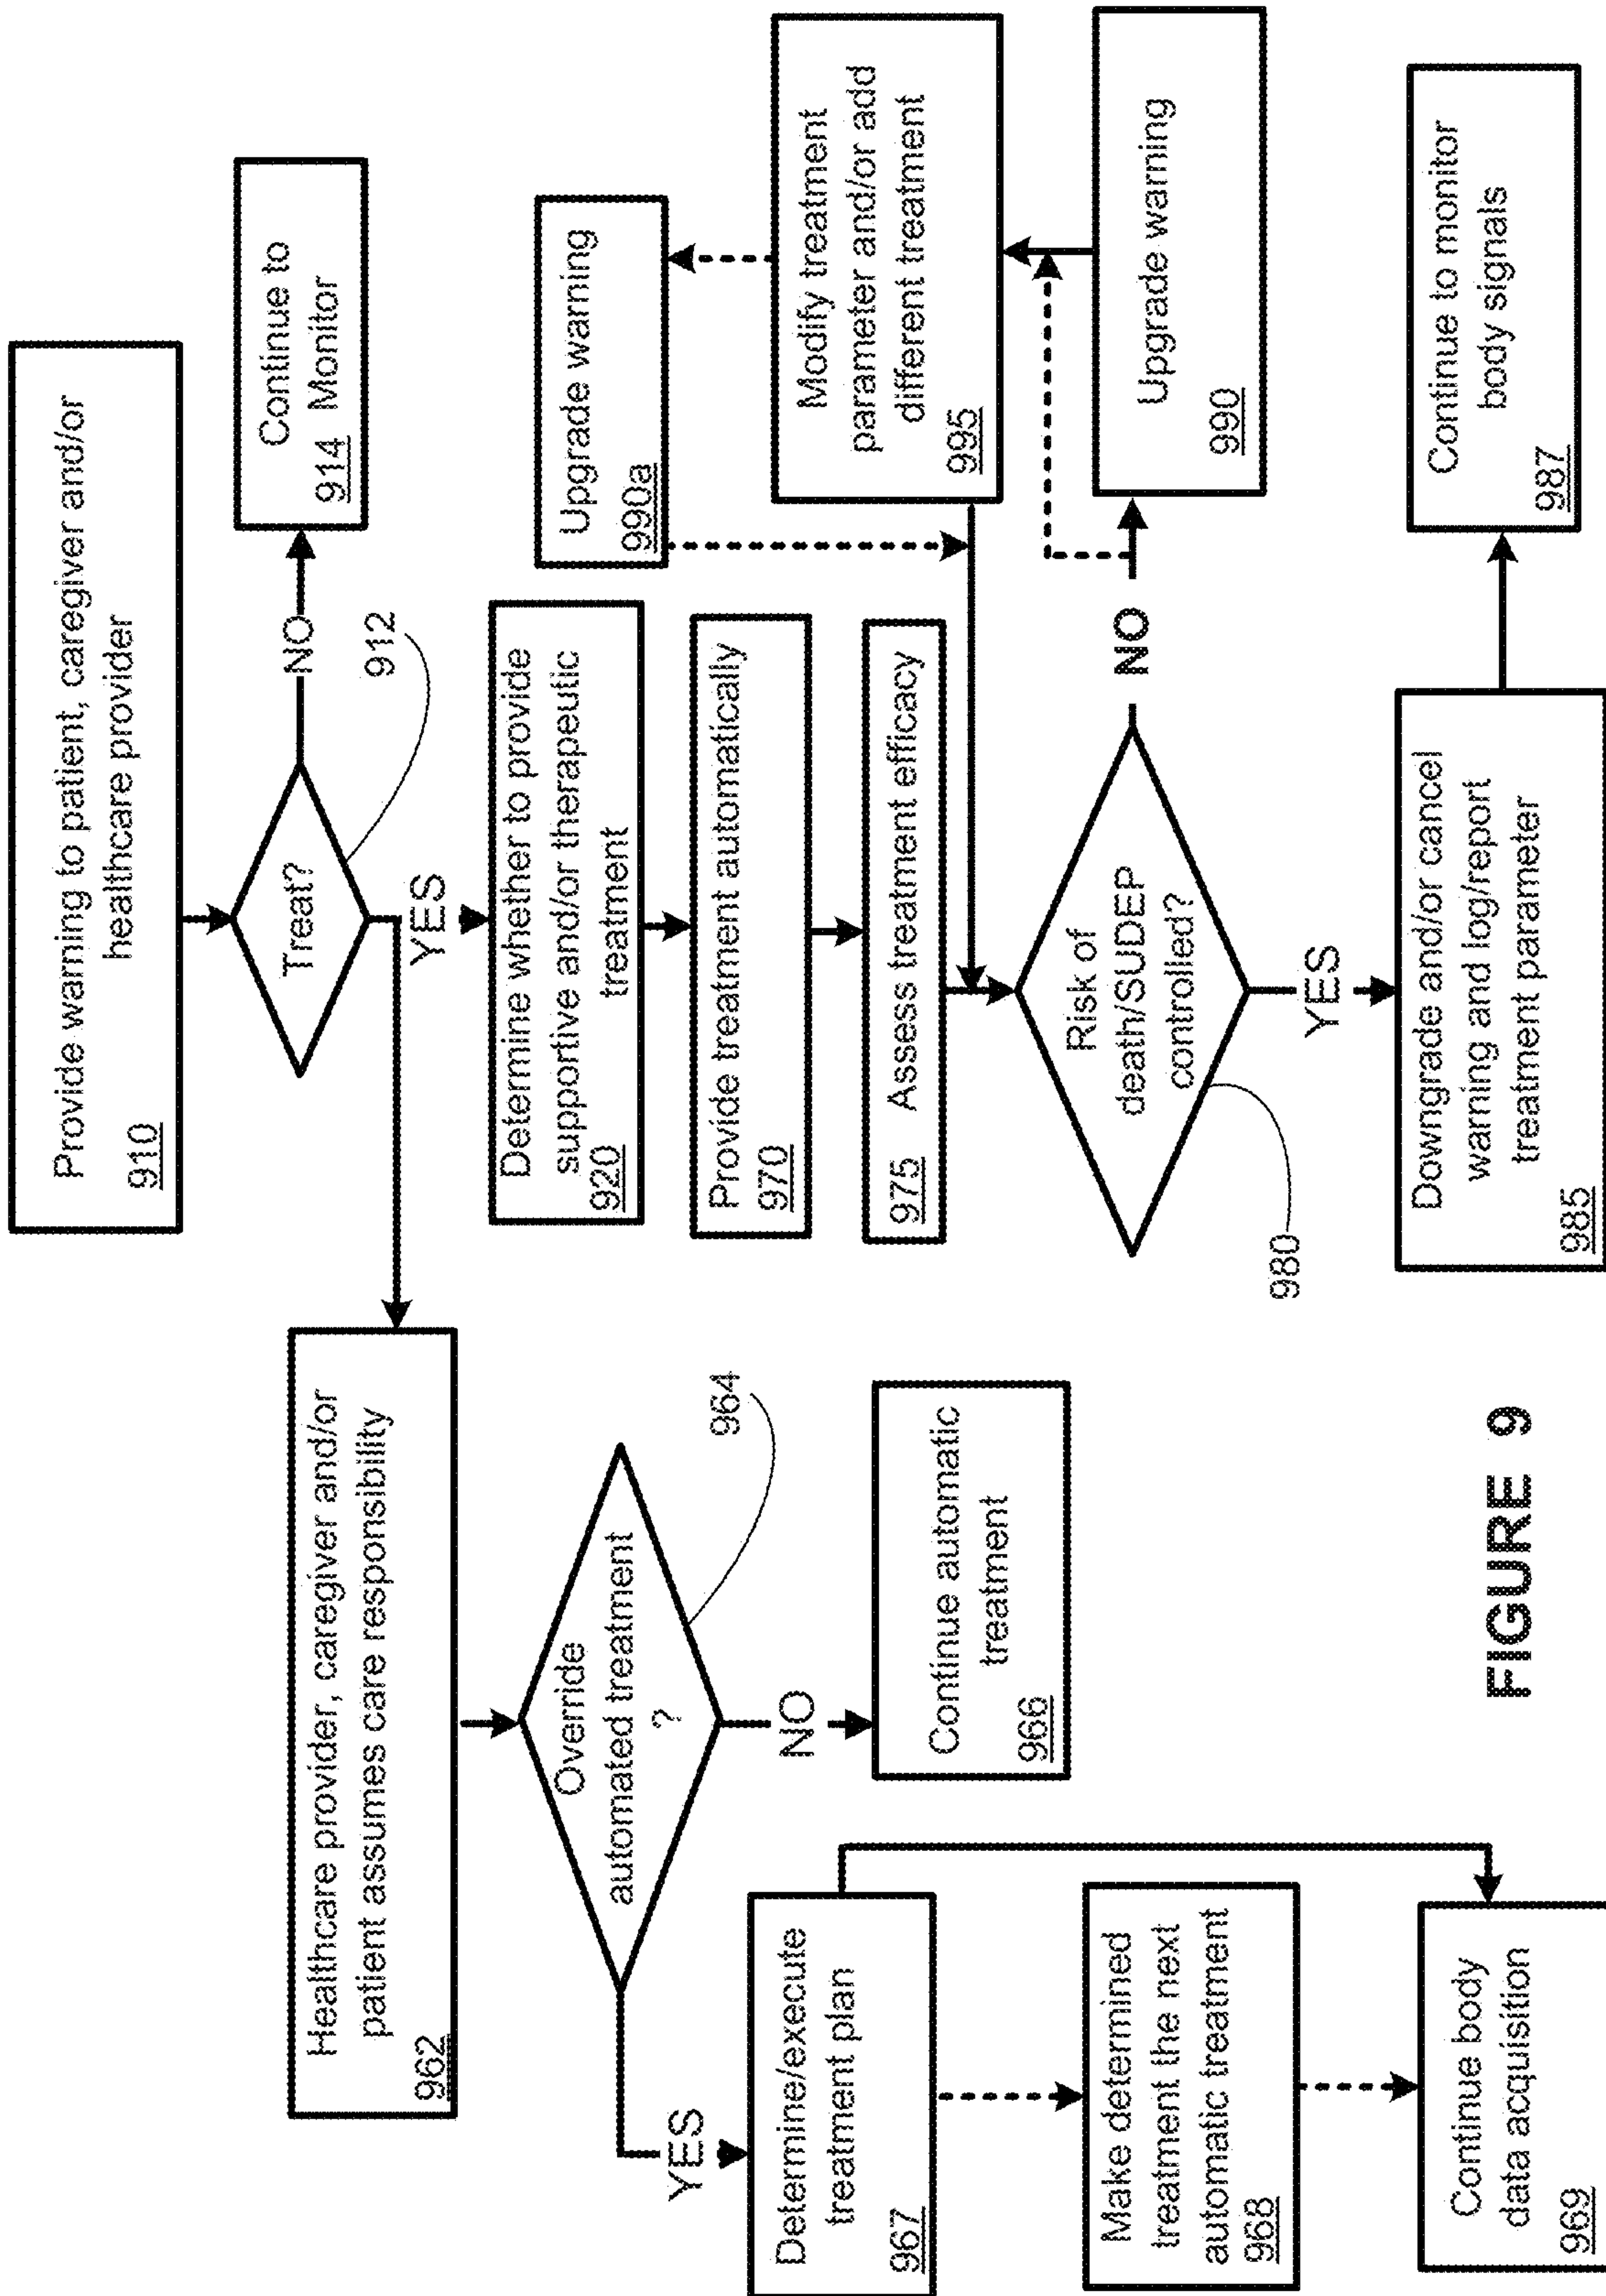 Provide warning to patient, caregiver and/or
healthcare provider
910
Treat?
912
NO
Continue to
914 Monitor
YES
Healthcare provider, caregiver and/or
patient assumes care responsibility
962
Override
automated treatment
?
964
NO
Continue automatic
treatment
966
YES
Determine/execute
treatment plan
967
Make determined
treatment the next
automatic treatment
968
Continue body
data acquisition
969
Determine whether to provide
supportive and/or therapeutic
treatment
920
Provide treatment automatically
970
975 Assess treatment efficacy
Risk of
death/SUDEP
controlled?
980
NO
Upgrade warning
990
Modify treatment
parameter and/or add
different treatment
995
Upgrade warning
990a
YES
Downgrade and/or cancel
warning and log/report
treatment parameter
985
Continue to monitor
body signals
987
FIGURE 9